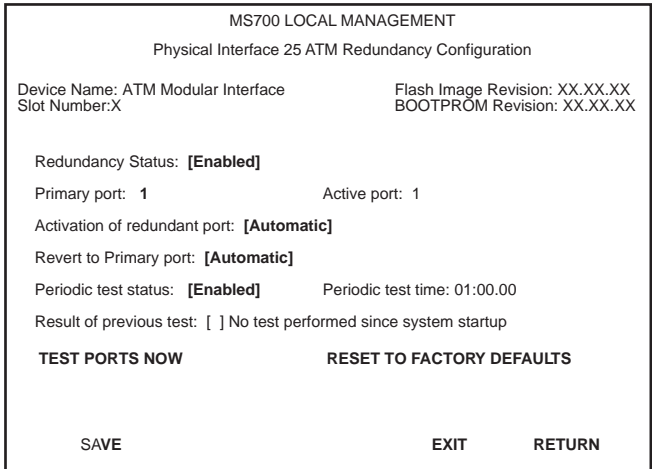 MS700 LOCAL MANAGEMENT
Physical Interface 25 ATM Redundancy Configuration
Device Name: ATM Modular Interface Flash Image Revision: XX.XX.XX
Slot Number:X BOOTPROM Revision: XX.XX.XX
Redundancy Status: [Enabled]
Primary port: 1 Active port: 1
Activation of redundant port: [Automatic]
Revert to Primary port: [Automatic]
Periodic test status: [Enabled] Periodic test time: 01:00.00
Result of previous test: [ ] No test performed since system startup
TEST PORTS NOW RESET TO FACTORY DEFAULTS
SAVE EXIT RETURN